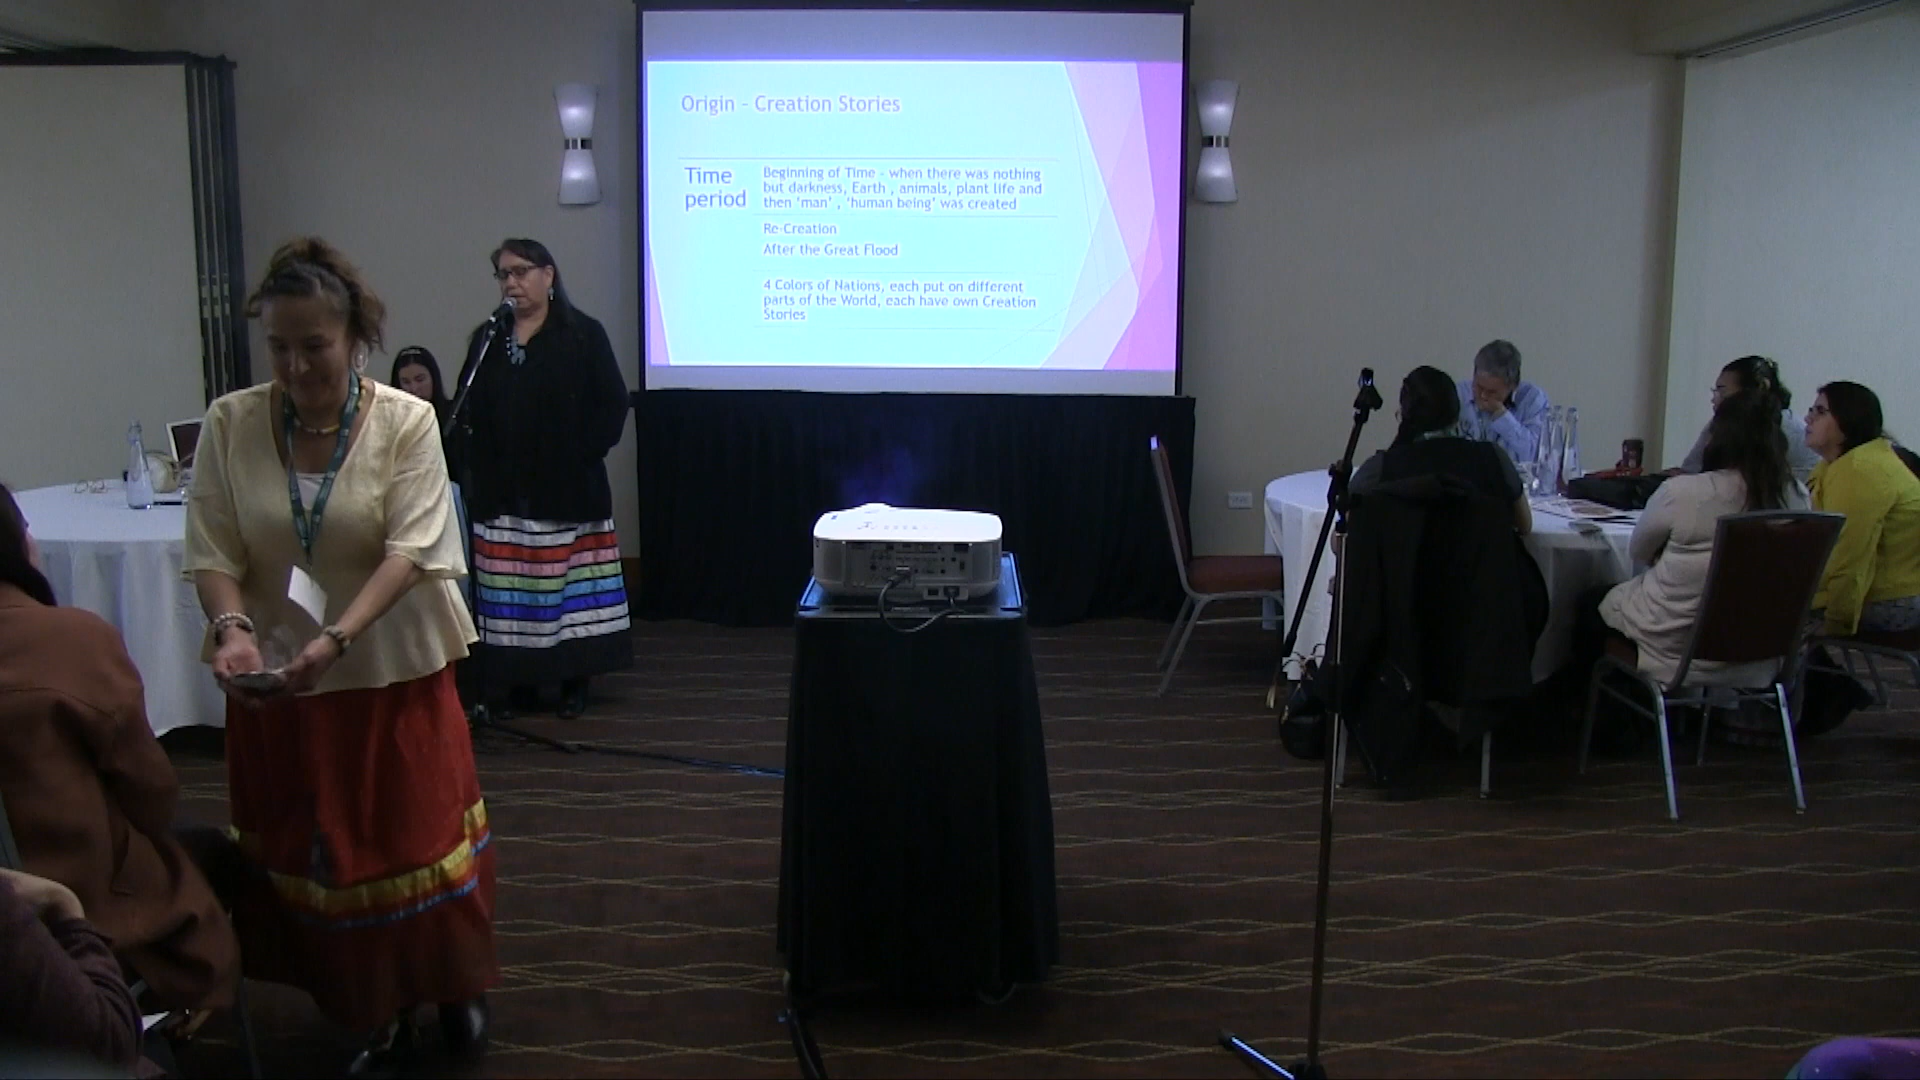 Origin - Creation Stories
Time
period
Beginning of Time - when there was nothing
but darkness, Earth , animals, plant life and
then ‘man’ , ‘human being’ was created
Re-Creation
After the Great Flood
4 Colors of Nations, each put on different
parts of the World, each have own Creation
Stories